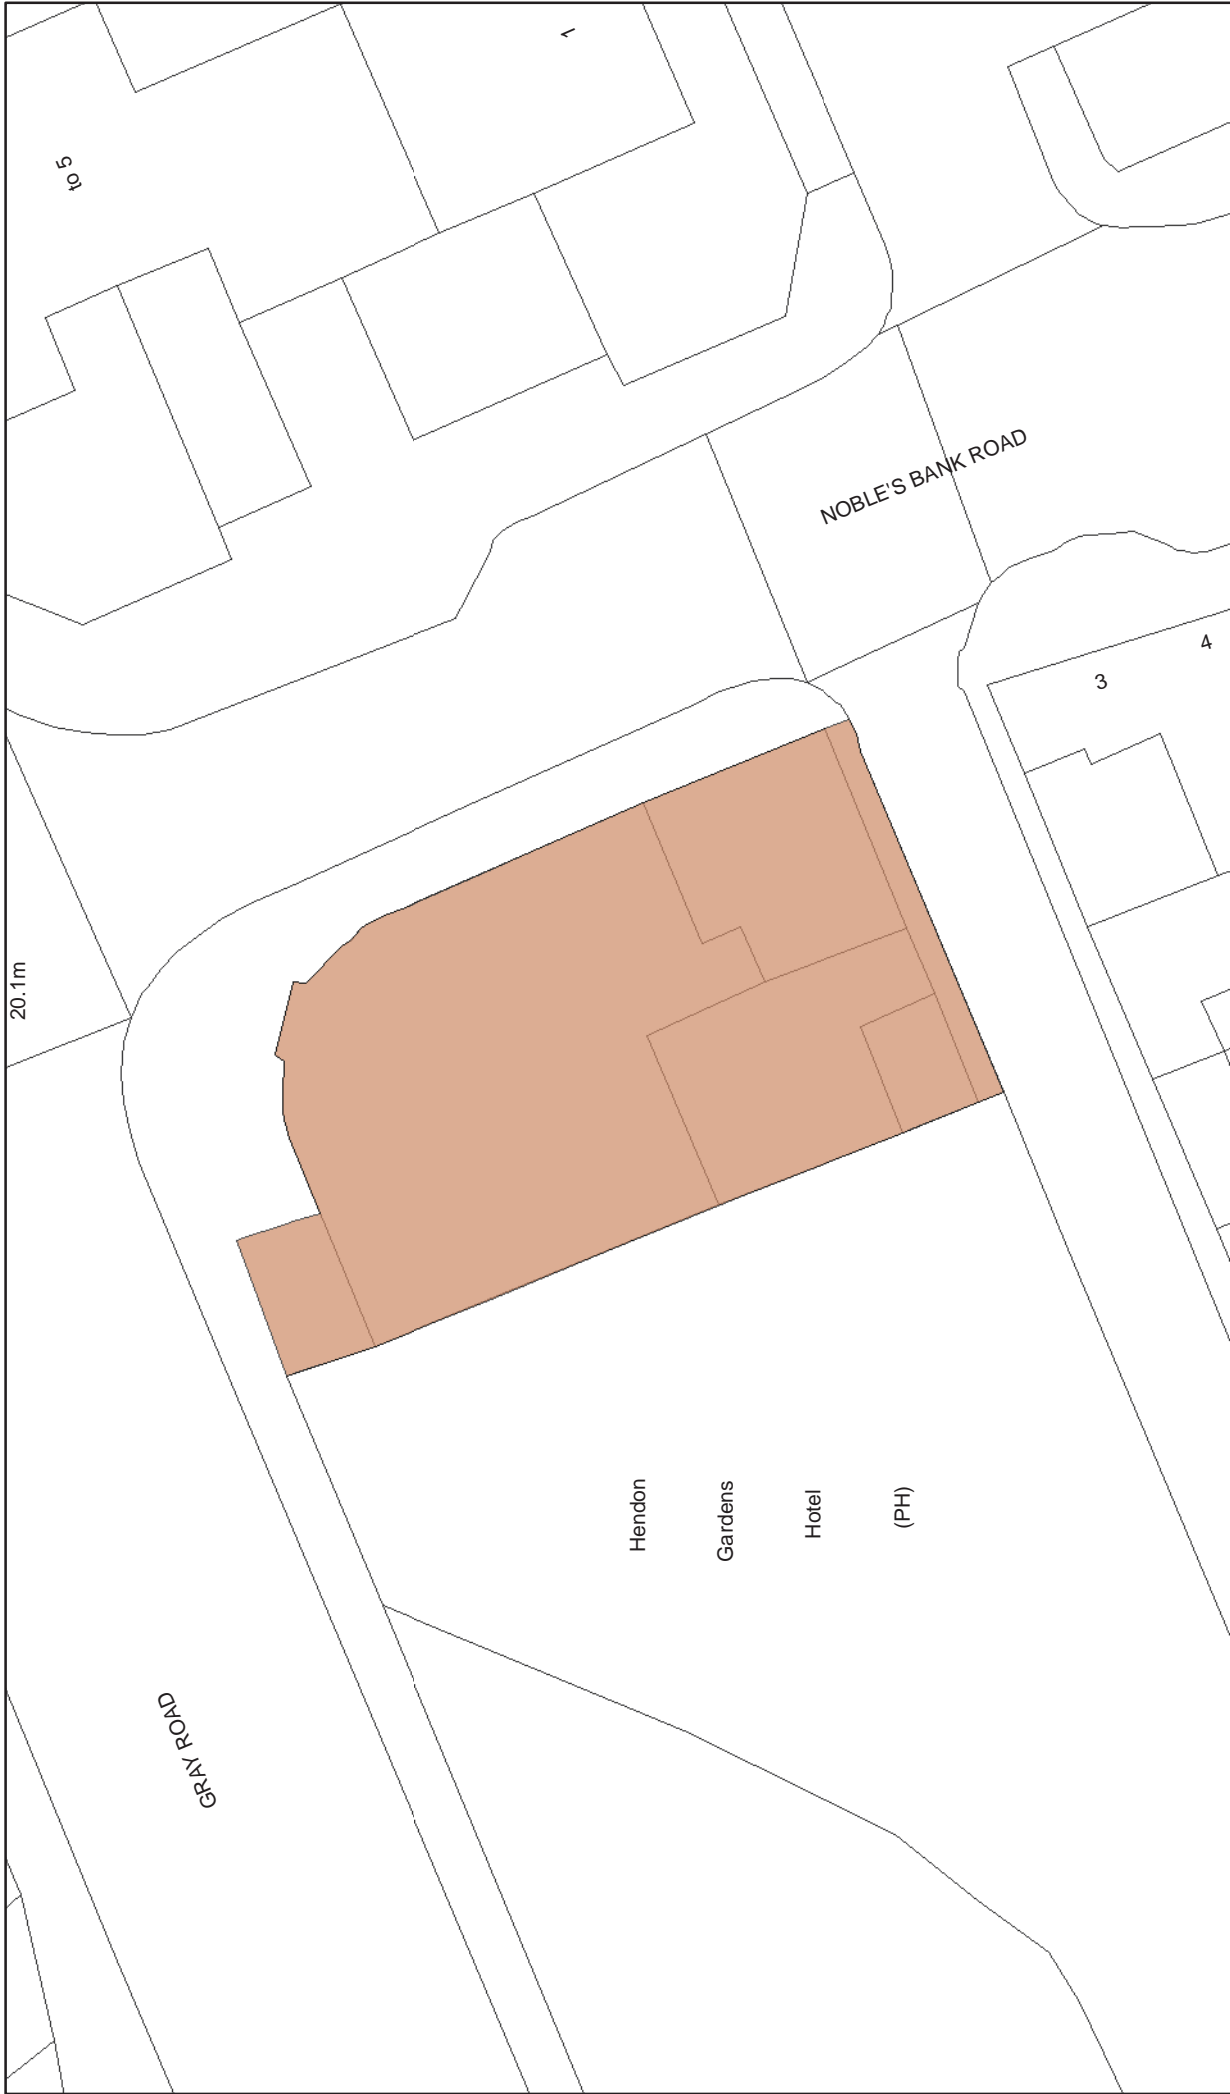 1
to 5
NOBLE'S BANK ROAD
4
3
20.1m
Hendon
Gardens
Hotel
(PH)
GRAY ROAD